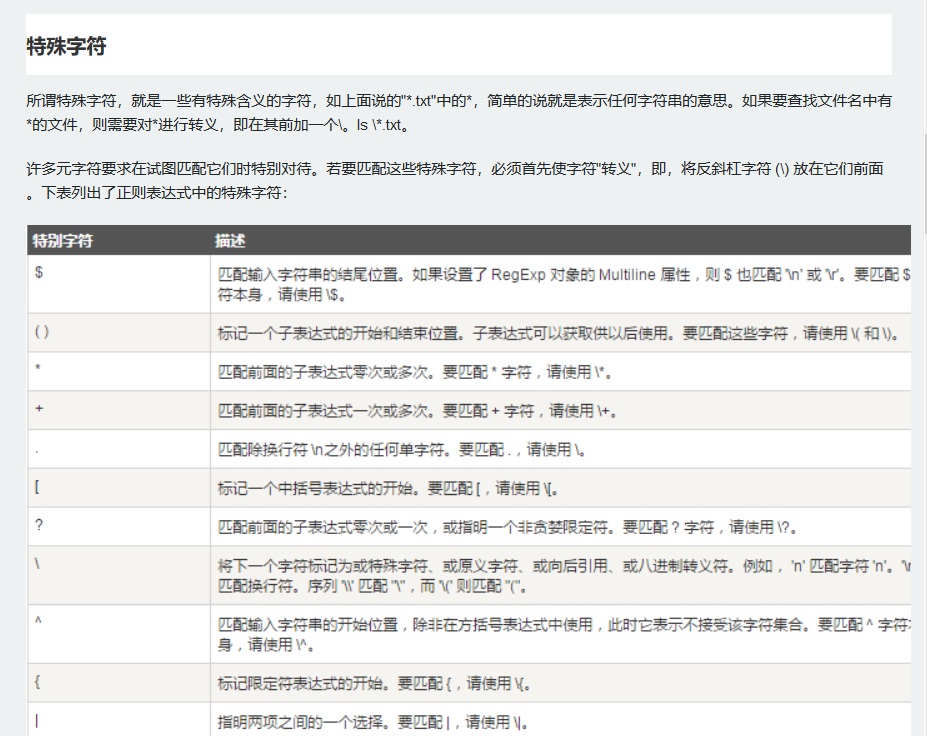 特殊字符
所谓特殊字符，就是一些有特殊含义的字符，如上面说的"*.txt"中的*，简单的说就是表示任何字符串的意思。如果要查找文件名中有
*的文件，则需要对*进行转义，即在其前加一个\。ls \*.txt。
许多元字符要求在试图匹配它们时特别对待。若要匹配这些特殊字符，必须首先使字符"转义"，即，将反斜杠字符 (\) 放在它们前面
。下表列出了正则表达式中的特殊字符：
特别字符 描述
$ 匹配输入字符串的结尾位置。如果设置了 RegExp 对象的 Multiline 属性，则 $ 也匹配 '\n' 或 '\r'。要匹配 $
符本身，请使用 \$。
( ) 标记一个子表达式的开始和结束位置。子表达式可以获取供以后使用。要匹配这些字符，请使用 \( 和 \)。
* 匹配前面的子表达式零次或多次。要匹配 * 字符，请使用 \*。
+ 匹配前面的子表达式一次或多次。要匹配 + 字符，请使用 \+。
. 匹配除换行符 \n之外的任何单字符。要匹配 .，请使用 \。
[ 标记一个中括号表达式的开始。要匹配 [，请使用 \[。
? 匹配前面的子表达式零次或一次，或指明一个非贪婪限定符。要匹配 ? 字符，请使用 \?。
\ 将下一个字符标记为或特殊字符、或原义字符、或向后引用、或八进制转义符。例如， 'n' 匹配字符 'n'。'\n
匹配换行符。序列 '\\' 匹配 "\"，而 '\(' 则匹配 "("。
^ 匹配输入字符串的开始位置，除非在方括号表达式中使用，此时它表示不接受该字符集合。要匹配 ^ 字符
身，请使用 \^。
{ 标记限定符表达式的开始。要匹配 {，请使用 \{。
| 指明两项之间的一个选择。要匹配 |，请使用 \|。